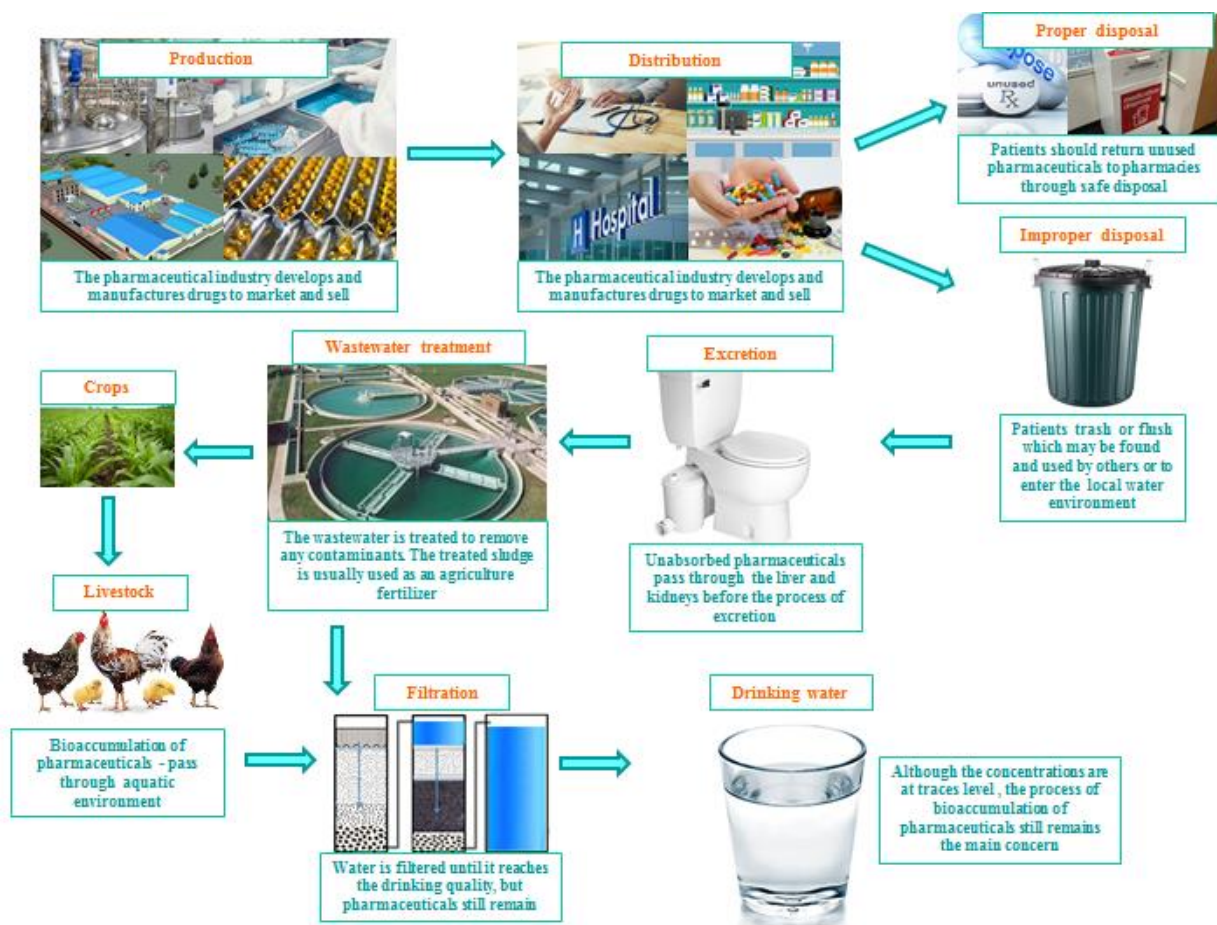 Production
Distribution
Proper disposal
pose
unused
Rx
H Hospital
Patients should return unused
pharmaceuticals to pharmacies
through safe disposal
The pharmaceutical industry develops and
manufactures drugs to market and sell
The pharmaceutical industry develops and
manufactures drugs to market and sell
Improper disposal
Patients trash or flush
which may be found
and used by others or to
enter the local water
environment
Excretion
Unabsorbed pharmaceuticals
pass through the liver and
kidneys before the process of
excretion
Wastewater treatment
The wastewater is treated to remove
any contaminants. The treated sludge
is usually used as an agriculture
fertilizer
Crops
Livestock
Bioaccumulation of
pharmaceuticals - pass
through aquatic
environment
Filtration
Water is filtered until it reaches
the drinking quality, but
pharmaceuticals still remain
Drinking water
Although the concentrations are
at traces level , the process of
bioaccumulation of
pharmaceuticals still remains
the main concern